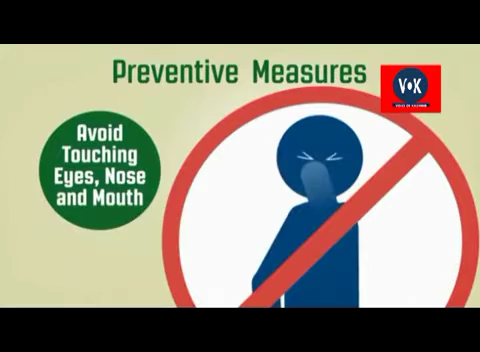 Preventive Measures
VOK
Avoid
Touching
Eyes, Nose
and Mouth